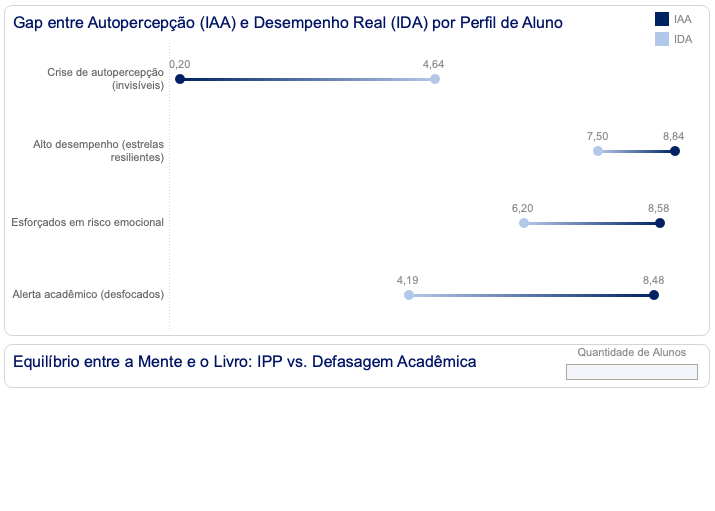 Gap entre Autopercepção (IAA) e Desempenho Real (IDA) por Perfil de Aluno
IAA
IDA
Crise de autopercepção
(invisíveis)
0,20
4,64
Alto desempenho (estrelas
resilientes)
7,50
8,84
Esforçados em risco emocional
6,20
8,58
Alerta acadêmico (desfocados)
4,19
8,48
Equilíbrio entre a Mente e o Livro: IPP vs. Defasagem Acadêmica
Quantidade de Alunos